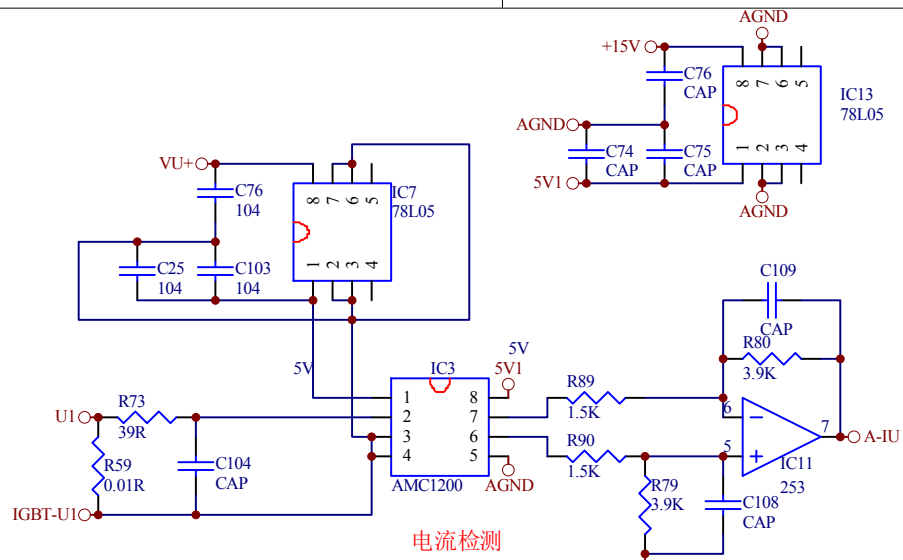 AGND
+15V
C76
CAP
8 7 6 5
IC13
78L05
AGND
C74
CAP
C75
CAP
1 2 3 4
5V1
AGND
VU+
C76
104
8 7 6 5
IC7
78L05
C25
104
C103
104
1 2 3 4
5V
IC3
5V
5V1
1
2
3
4
8
7
6
5
AMC1200
AGND
U1
R73
39R
R59
0.01R
C104
CAP
IGBT-U1
R89
1.5K
R90
1.5K
C109
CAP
R80
3.9K
6
5
7
A-IU
IC11
253
R79
3.9K
C108
CAP
电流检测